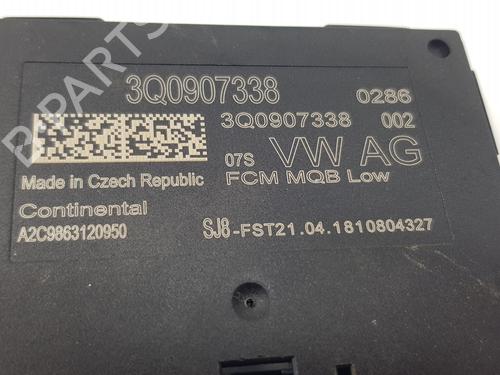 3Q0907338 0286
3Q0907338 002
07S VW AG
Made in Czech Republic FCM MQB Low
Continental
A2C9863120950 SJ8-FST21.04.1810804327
B-PARTS